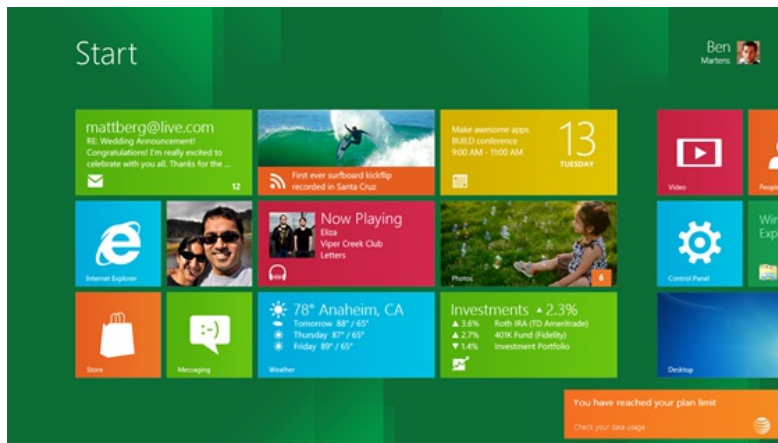 Start
Ben
Martens
mattberg@live.com
RE: Wedding Announcement!
Congratulations! I'm really excited to
celebrate with you all. Thanks for the ...
12
First ever surfboard kickflip
recorded in Santa Cruz
Make awesome apps
BUILD conference
9:00 AM - 11:00 AM
13
TUESDAY
Video
People
Internet Explorer
Now Playing
Eliza
Viper Creek Club
Letters
Photos
6
Control Panel
Win
Exp
Store
:-)
Messaging
78° Anaheim, CA
Tomorrow 88° / 65°
Thursday 87° / 65°
Friday 89° / 65°
Weather
Investments ▲ 2.3%
▲ 3.6% Roth IRA (TD Ameritrade)
▲ 2.7% 401K Fund (Fidelity)
▼ 1.4% Investment Portfolio
Desktop
You have reached your plan limit
Check your data usage